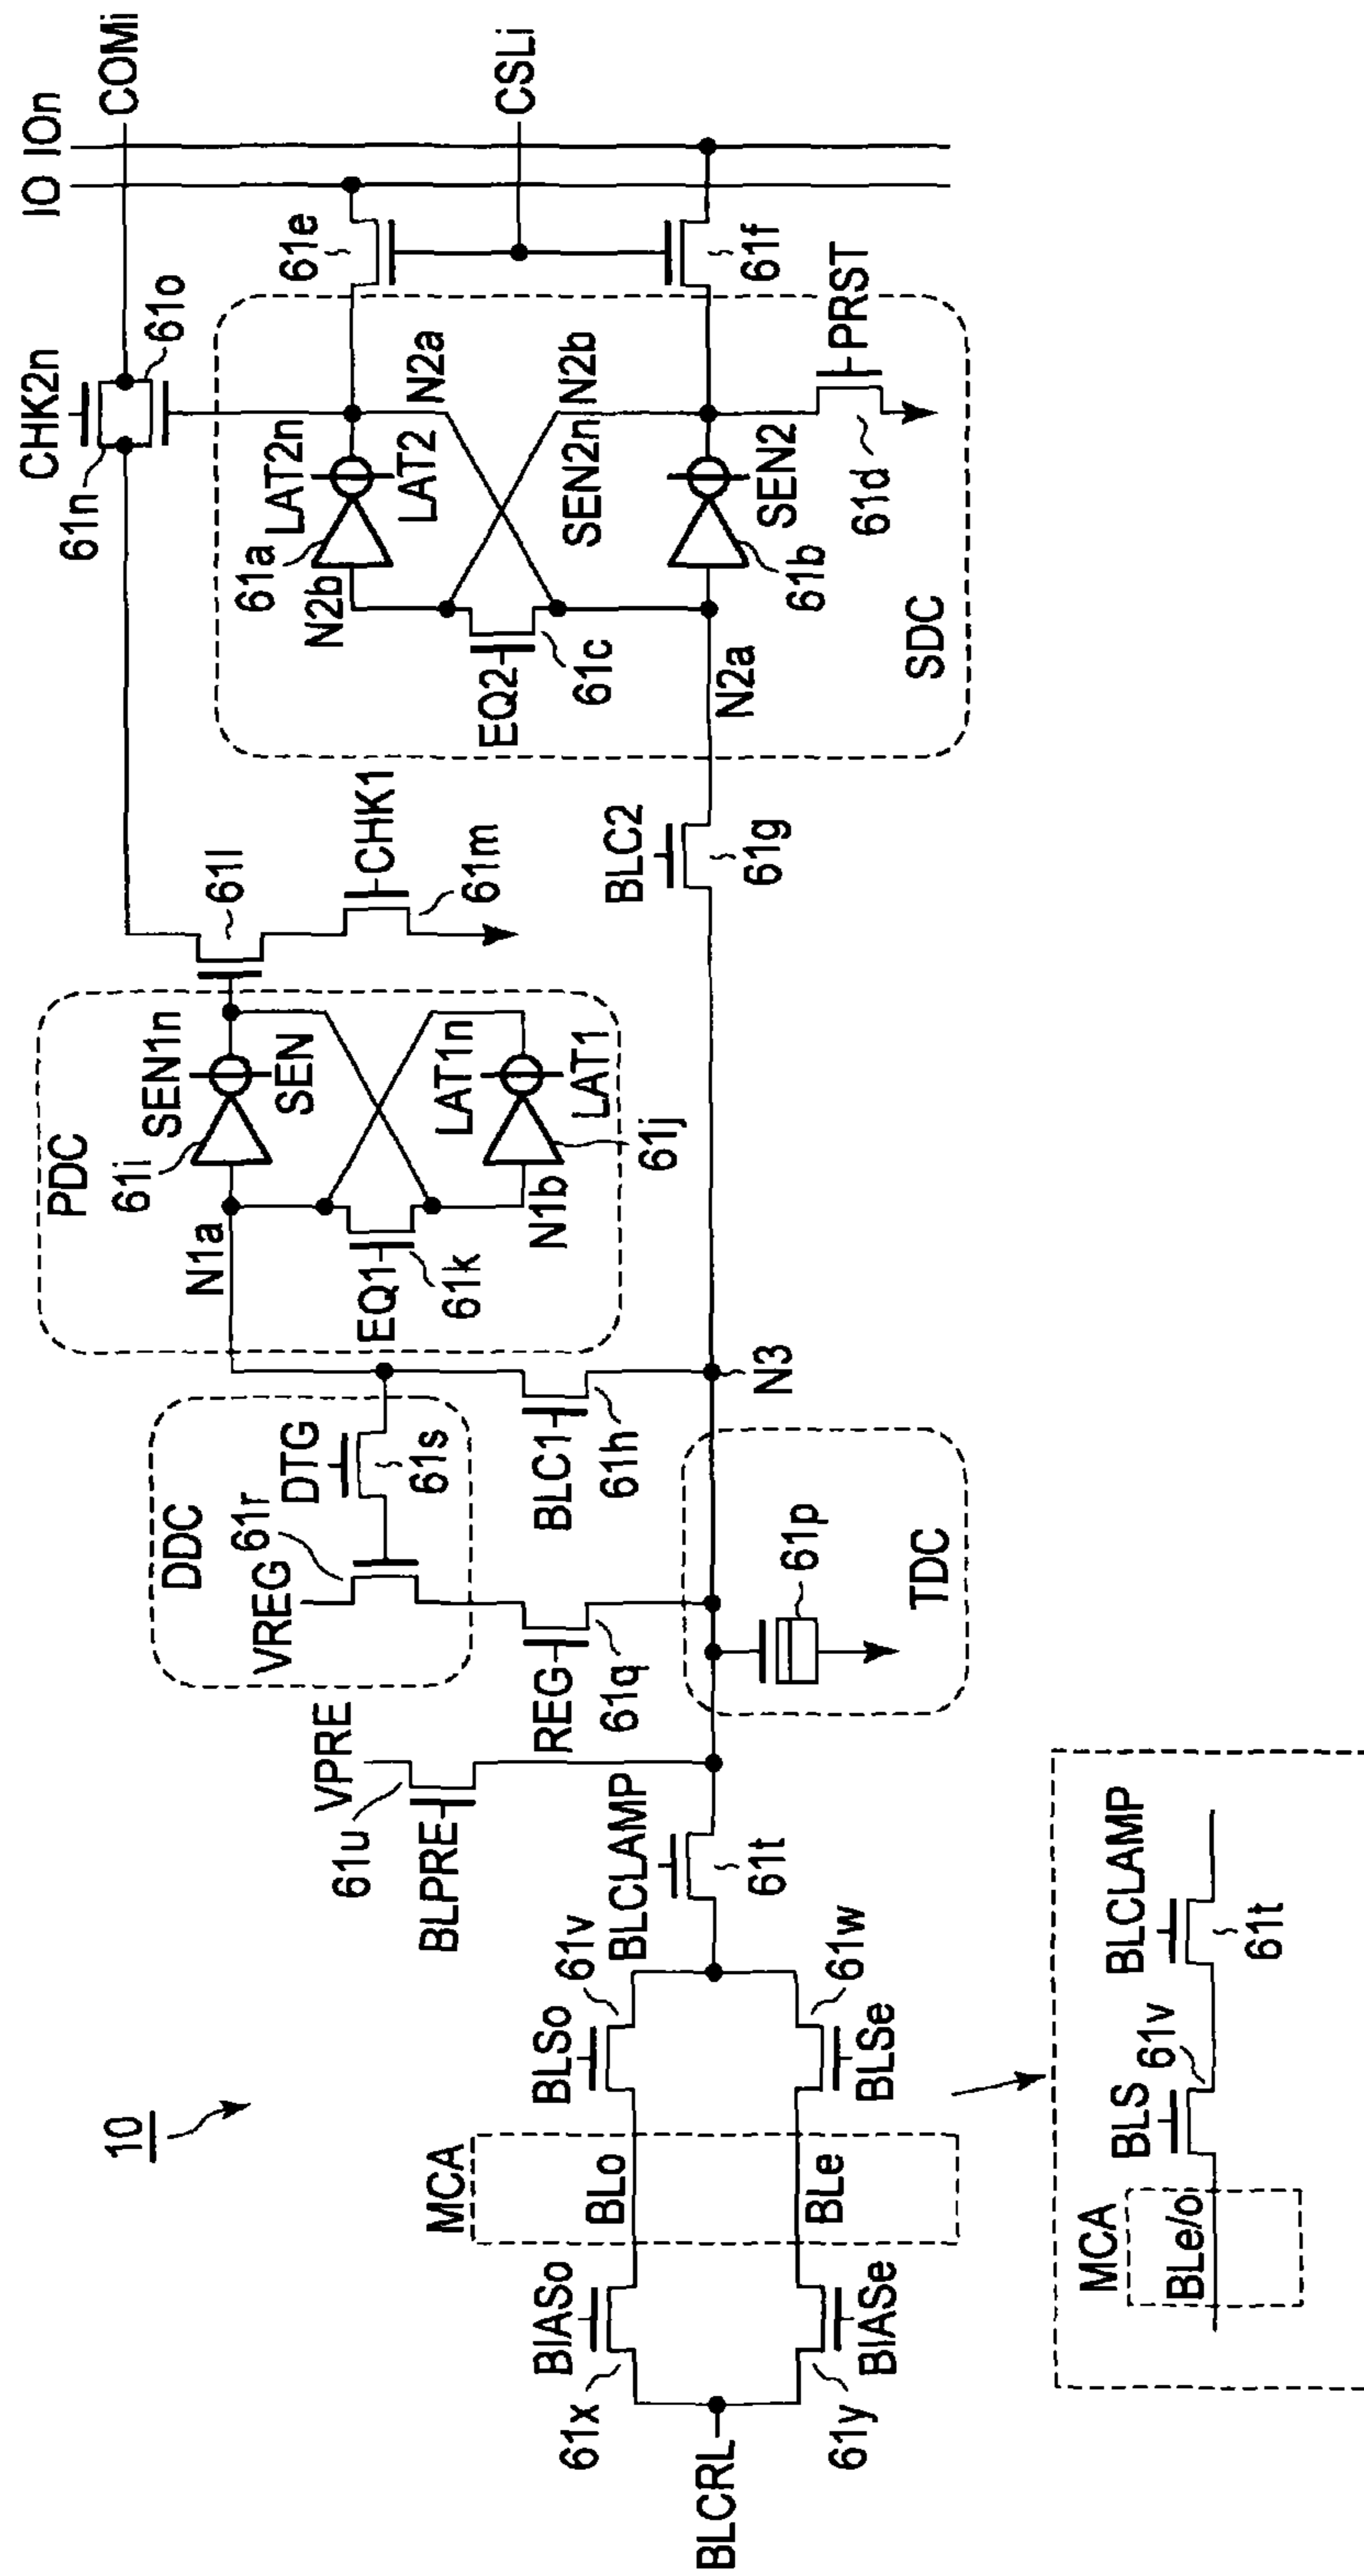 10
IO
IOn
COMi
CHK2n
61n
61o
CSLi
61e
61f
LAT2n
LAT2
61a
N2b
N2a
N2b
SEN2n
SEN2
61b
EQ2
61c
N2a
61d
PRST
SDC
BLC2
61g
61l
CHK1
61m
PDC
SEN1n
SEN
61i
N1a
LAT1n
LAT1
61j
N1b
EQ1
61k
DDC
VREG
61r
DTG
61s
BLC1
61h
N3
REG
61q
TDC
61p
VPRE
61u
BLPRE
BLCLAMP
61t
BLSo
61v
BLSe
61w
MCA
BLo
BLe
BIASo
61x
BIASe
61y
BLCRL
MCA
BLe/o
BLS
61v
BLCLAMP
61t